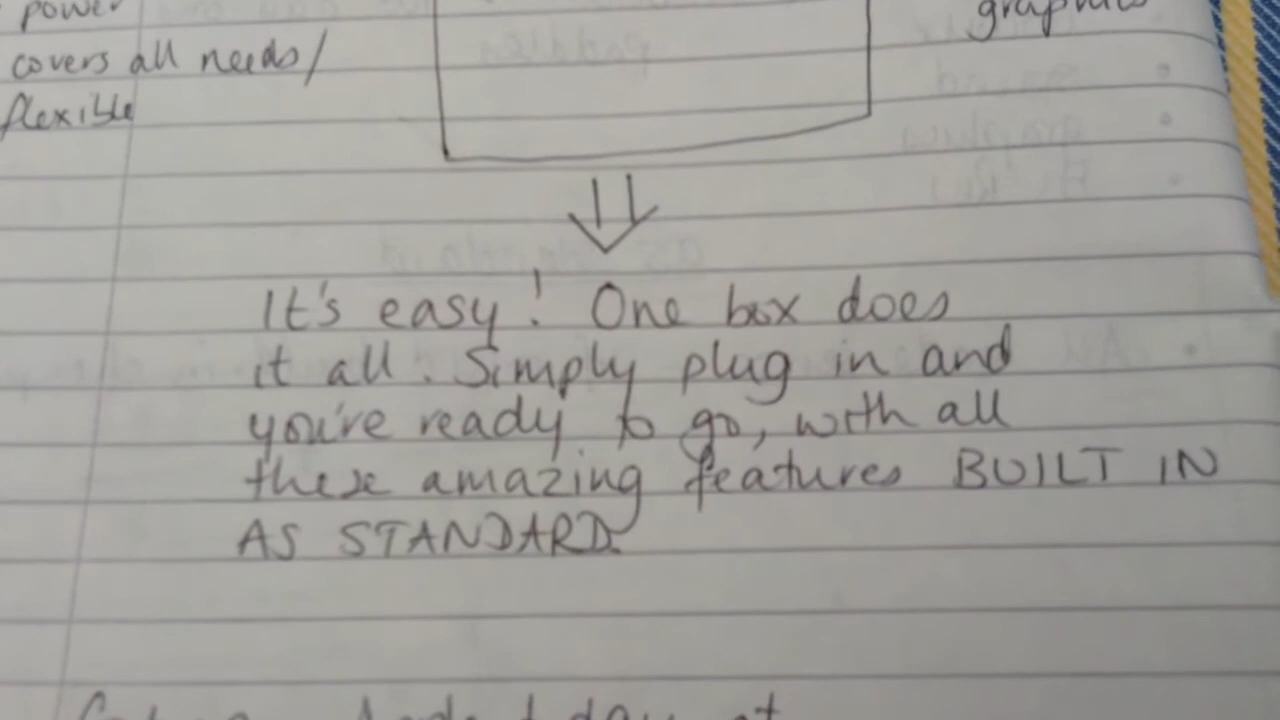 power
covers all needs/
flexible
graphics
It's easy! One box does
it all. Simply plug in and
you're ready to go, with all
these amazing features BUILT IN
AS STANDARD.